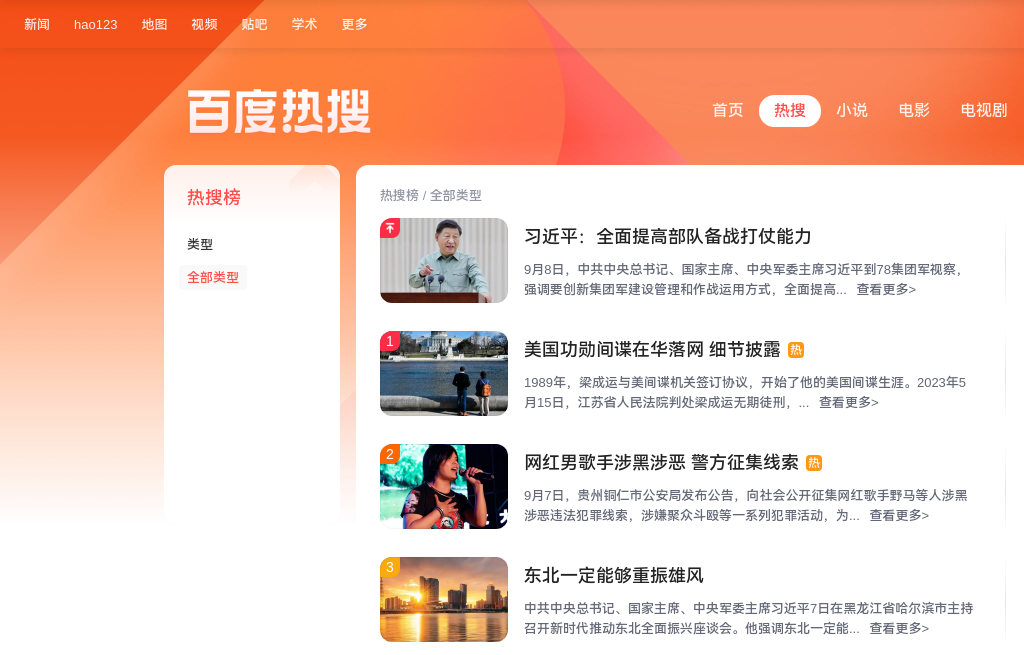 新闻 hao123 地图 视频 贴吧 学术 更多
百度热搜
首页 热搜 小说 电影 电视剧
热搜榜
类型
全部类型
热搜榜 / 全部类型
习近平：全面提高部队备战打仗能力
9月8日，中共中央总书记、国家主席、中央军委主席习近平到78集团军视察，
强调要创新集团军建设管理和作战运用方式，全面提高... 查看更多>
1
美国功勋间谍在华落网 细节披露 热
1989年，梁成运与美间谍机关签订协议，开始了他的美国间谍生涯。2023年5
月15日，江苏省人民法院判处梁成运无期徒刑，... 查看更多>
2
网红男歌手涉黑涉恶 警方征集线索 热
9月7日，贵州铜仁市公安局发布公告，向社会公开征集网红歌手野马等人涉黑
涉恶违法犯罪线索，涉嫌聚众斗殴等一系列犯罪活动，为... 查看更多>
3
东北一定能够重振雄风
中共中央总书记、国家主席、中央军委主席习近平7日在黑龙江省哈尔滨市主持
召开新时代推动东北全面振兴座谈会。他强调东北一定能... 查看更多>